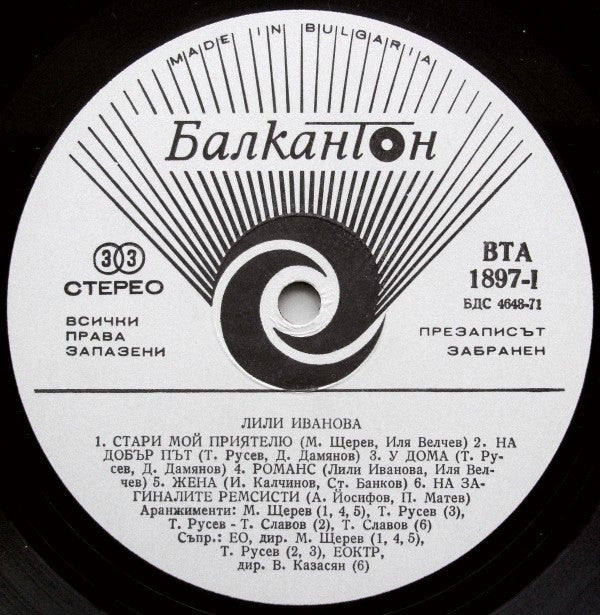 MADE IN BULGARIA
Балкантон
33
СТЕРЕО
ВСИЧКИ
ПРАВА
ЗАПАЗЕНИ
ВТА
1897-I
БДС 4648-71
ПРЕЗАПИСЪТ
ЗАБРАНЕН
ЛИЛИ ИВАНОВА
1. СТАРИ МОЙ ПРИЯТЕЛЮ (М. Щерев, Иля Велчев) 2. НА
ДОБЪР ПЪТ (Т. Русев, Д. Дамянов) 3. У ДОМА (Т. Ру-
сев, Д. Дамянов) 4. РОМАНС (Лили Иванова, Иля Вел-
чев) 5. ЖЕНА (И. Калчинов, Ст. Банков) 6. НА ЗА-
ГИНАЛИТЕ РЕМСИСТИ (А. Йосифов, П. Матев)
Аранжименти: М. Щерев (1, 4, 5), Т. Русев (3),
Т. Русев - Т. Славов (2), Т. Славов (6)
Съпр.: ЕО, дир. М. Щерев (1, 4, 5),
Т. Русев (2, 3), ЕОКТР,
дир. В. Казасян (6)